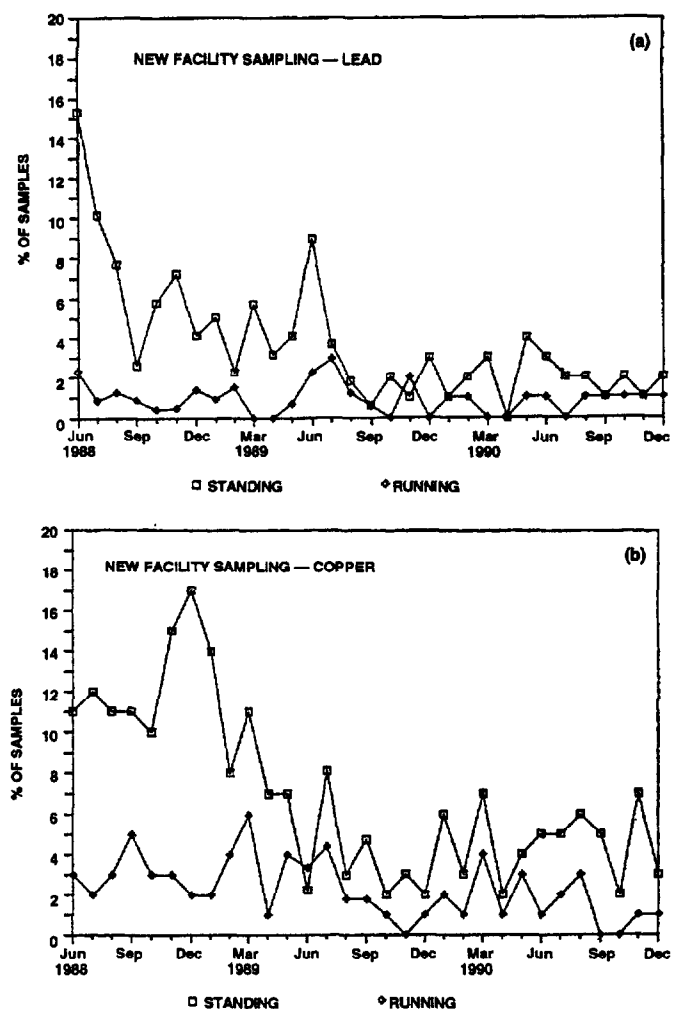 20
18
16
14
12
10
8
6
4
2
0
% OF SAMPLES
NEW FACILITY SAMPLING — LEAD
(a)
Jun Sep Dec Mar Jun Sep Dec Mar Jun Sep Dec
1988 1989 1990
STANDING RUNNING
20
18
16
14
12
10
8
6
4
2
0
% OF SAMPLES
NEW FACILITY SAMPLING — COPPER
(b)
Jun Sep Dec Mar Jun Sep Dec Mar Jun Sep Dec
1988 1989 1990
STANDING RUNNING